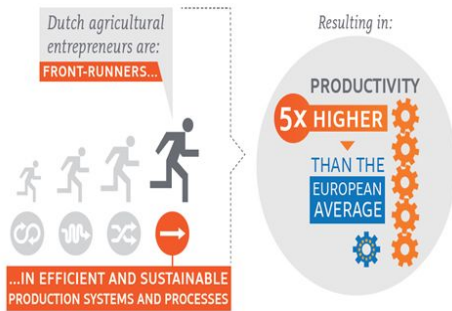 Dutch agricultural
entrepreneurs are:
FRONT-RUNNERS...
...IN EFFICIENT AND SUSTAINABLE
PRODUCTION SYSTEMS AND PROCESSES
Resulting in:
PRODUCTIVITY
5X HIGHER
THAN THE
EUROPEAN
AVERAGE